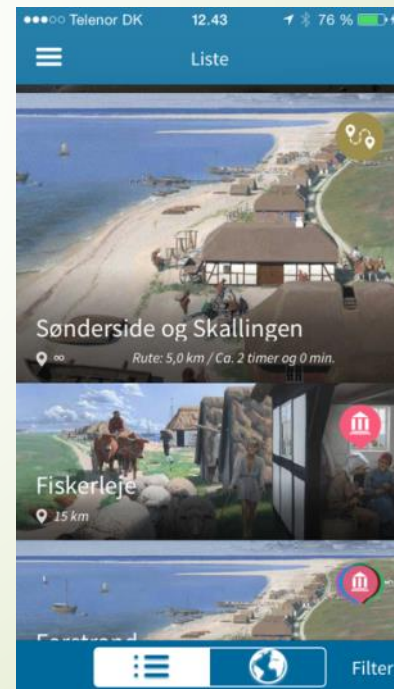 Telenor DK 12.43 76 %
Liste
Sønderside og Skallingen
∞ Rute: 5,0 km / Ca. 2 timer og 0 min.
Fiskerleje
15 km
Forstrand
Filter